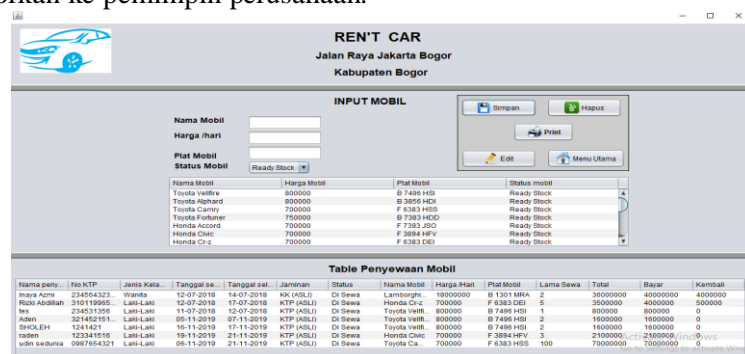 orkan ke pemimpin perusahaan.
REN'T CAR
Jalan Raya Jakarta Bogor
Kabupaten Bogor
INPUT MOBIL
Simpan Hapus
Nama Mobil
Harga /hari
Print
Plat Mobil
Status Mobil Ready Stock
Edit Menu Utama
Nama Mobil Harga Mobil Plat Mobil Status mobil
Toyota Vellfire 800000 B 7496 HSI Ready Stock
Toyota Alphard 800000 B 3856 HDI Ready Stock
Toyota Camry 700000 F 6383 HSS Ready Stock
Toyota Fortuner 750000 B 7383 HDD Ready Stock
Honda Accord 700000 F 7393 JSO Ready Stock
Honda Civic 700000 F 3894 HFV Ready Stock
Honda Cr-z 700000 F 6383 DEI Ready Stock
Table Penyewaan Mobil
Nama peny... No KTP Jenis Kela... Tanggal se... Tanggal sel... Jaminan Status Nama Mobil Harga /Hari Plat Mobil Lama Sewa Total Bayar Kembali
Inaya Azmi 234564323... Wanita 12-07-2018 14-07-2018 KK (ASLI) Di Sewa Lamborghi... 18000000 B 1301 MRA 2 36000000 40000000 4000000
Rizki Abdillah 310119965... Laki-Laki 12-07-2018 17-07-2018 KTP (ASLI) Di Sewa Honda Cr-z 700000 F 6383 DEI 5 3500000 4000000 500000
tes 234531356 Laki-Laki 11-07-2018 12-07-2018 KTP (ASLI) Di Sewa Toyota Vellfi... 800000 B 7496 HSI 1 800000 800000 0
Aden 321452151... Laki-Laki 05-11-2019 07-11-2019 KTP (ASLI) Di Sewa Toyota Vellfi... 800000 B 7496 HSI 2 1600000 1600000 0
SHOLEH 1241421 Laki-Laki 16-11-2019 17-11-2019 KTP (ASLI) Di Sewa Toyota Vellfi... 800000 B 7496 HSI 2 1600000 1600000 0
raden 123341516 Laki-Laki 19-11-2019 21-11-2019 KTP (ASLI) Di Sewa Honda Civic 700000 F 3894 HFV 3 2100000 2100000 0
udin sedunia 0987654321 Laki-Laki 06-11-2019 21-11-2019 KTP (ASLI) Di Sewa Toyota Ca... 700000 F 6383 HSS 100 70000000 70000000 0
Activate Windows
Go to Settings to activate Win